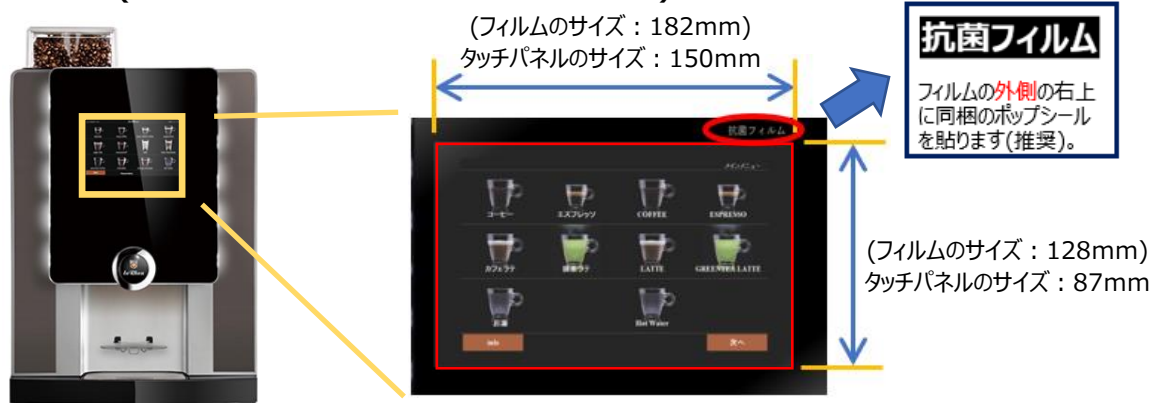 (フィルムのサイズ：182mm)
タッチパネルのサイズ：150mm
抗菌フィルム
フィルムの外側の右上
に同梱のポップシール
を貼ります(推奨)。
抗菌フィルム
メインメニュー
コーヒー
エスプレッソ
COFFEE
ESPRESSO
カフェラテ
抹茶ラテ
LATTE
GREENTEA LATTE
お湯
Hot Water
info
次へ
(フィルムのサイズ：128mm)
タッチパネルのサイズ：87mm